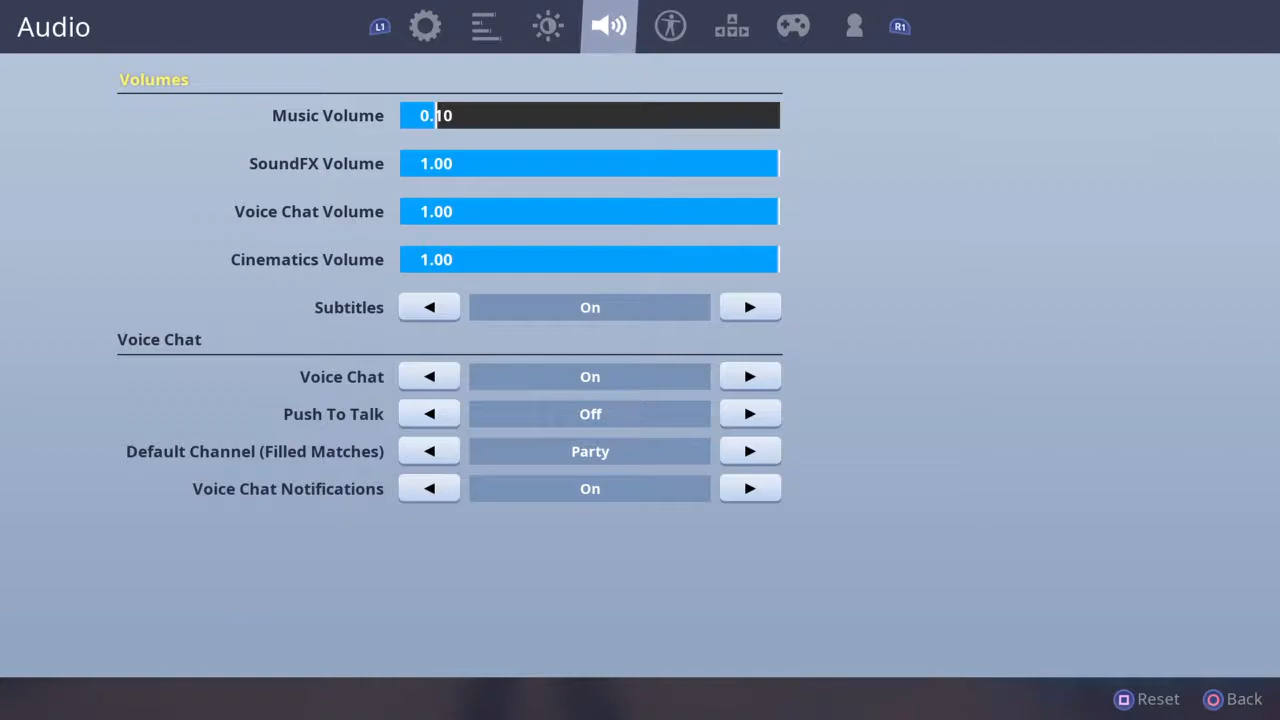 Audio
L1
R1
Volumes
Music Volume
0.10
SoundFX Volume
1.00
Voice Chat Volume
1.00
Cinematics Volume
1.00
Subtitles
On
Voice Chat
Voice Chat
On
Push To Talk
Off
Default Channel (Filled Matches)
Party
Voice Chat Notifications
On
Reset
Back